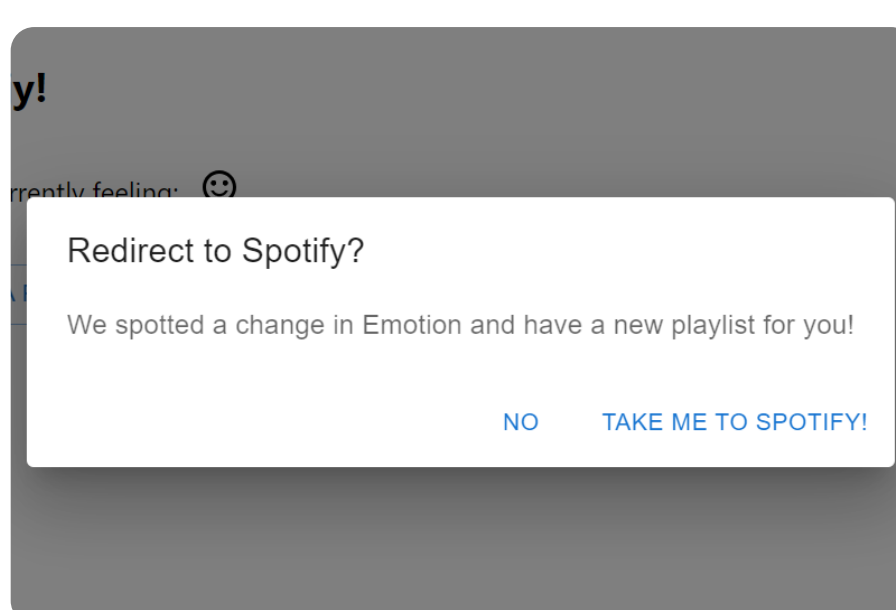 y!
rrently feeling:
Redirect to Spotify?
We spotted a change in Emotion and have a new playlist for you!
NO TAKE ME TO SPOTIFY!